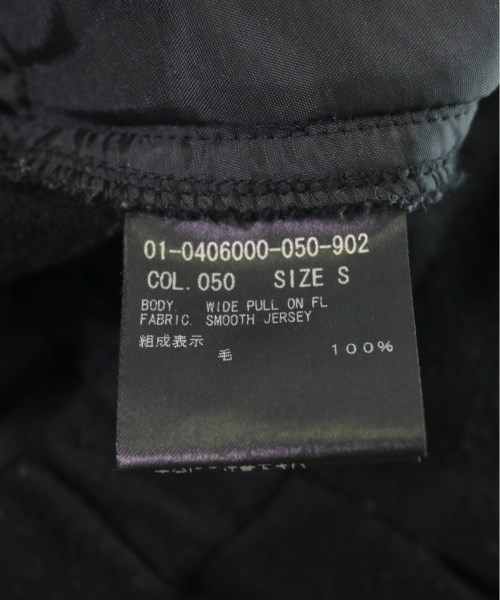 01-0406000-050-902
COL. 050 SIZE S
BODY. WIDE PULL ON FL
FABRIC. SMOOTH JERSEY
組成表示
毛 100%